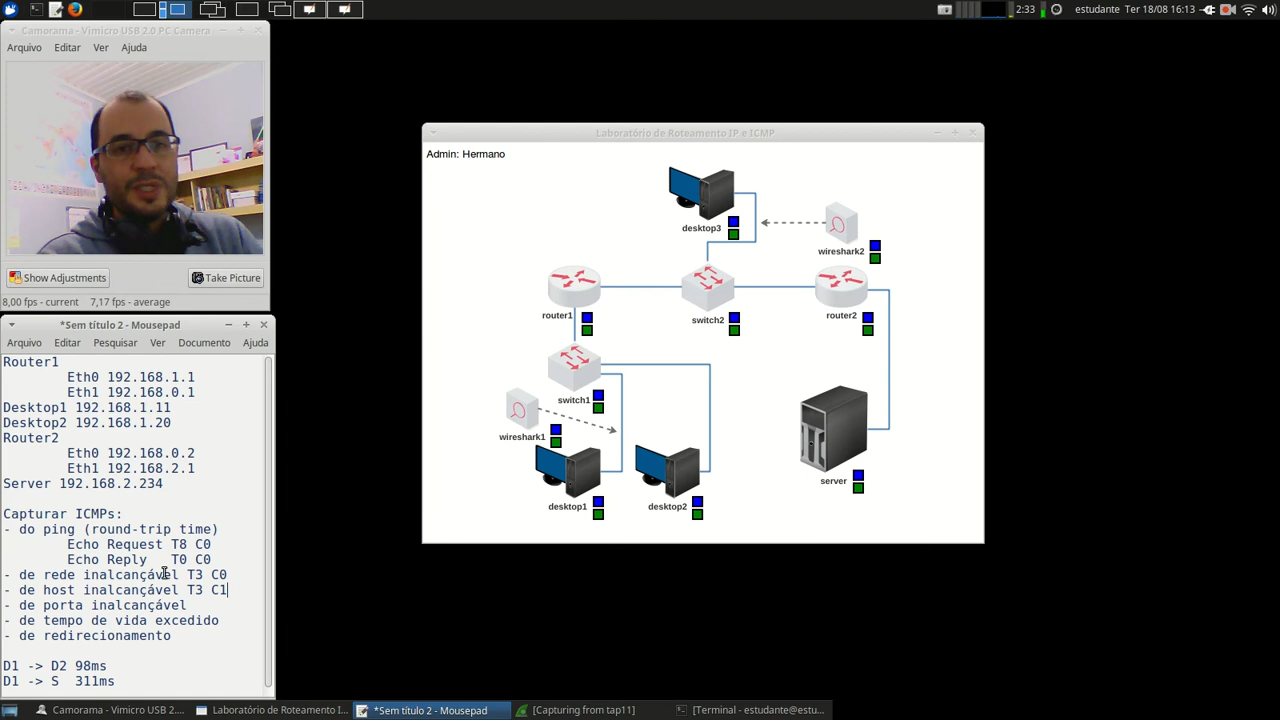 2:33 estudante Ter 18/08 16:13
Camorama - Vimicro USB 2.0 PC Camera
Arquivo Editar Ver Ajuda
Show Adjustments Take Picture
8,00 fps - current 7,17 fps - average
*Sem título 2 - Mousepad
Arquivo Editar Pesquisar Ver Documento Ajuda
Router1
Eth0 192.168.1.1
Eth1 192.168.0.1
Desktop1 192.168.1.11
Desktop2 192.168.1.20
Router2
Eth0 192.168.0.2
Eth1 192.168.2.1
Server 192.168.2.234
Capturar ICMPs:
- do ping (round-trip time)
Echo Request T8 C0
Echo Reply T0 C0
- de rede inalcançável T3 C0
- de host inalcançável T3 C1
- de porta inalcançável
- de tempo de vida excedido
- de redirecionamento
D1 -> D2 98ms
D1 -> S 311ms
Laboratório de Roteamento IP e ICMP
Admin: Hermano
desktop3
wireshark2
router1
switch2
router2
switch1
wireshark1
server
desktop1
desktop2
Camorama - Vimicro USB 2.... Laboratório de Roteamento I... *Sem título 2 - Mousepad [Capturing from tap11] [Terminal - estudante@estu...